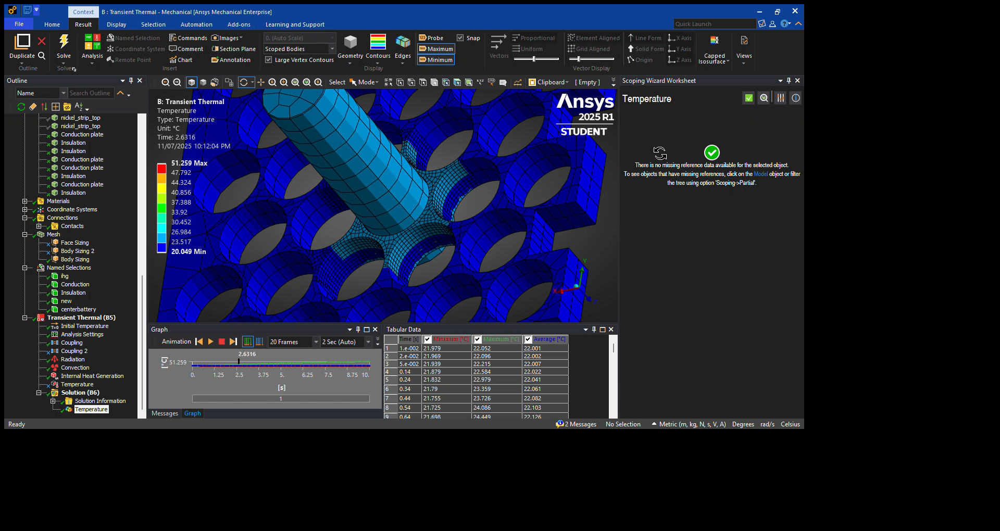 Context
B : Transient Thermal - Mechanical [Ansys Mechanical Enterprise]
File
Home
Result
Display
Selection
Automation
Add-ons
Learning and Support
Quick Launch
Duplicate
Outline
Solve
Solve
Analysis
Named Selection
Coordinate System
Remote Point
Commands
Comment
Chart
Images
Section Plane
Annotation
Insert
0. (Auto Scale)
Scoped Bodies
Large Vertex Contours
Geometry
Contours
Edges
Display
Probe
Maximum
Minimum
Snap
Vectors
Proportional
Uniform
Element Aligned
Grid Aligned
Line Form
Solid Form
Origin
X Axis
Y Axis
Z Axis
Vector Display
Capped
Isosurface
Views
Outline
Name
Search Outline
nickel_strip_top
nickel_strip_top
Conduction plate
Insulation
Insulation
Conduction plate
Conduction plate
Insulation
Conduction plate
Insulation
Materials
Coordinate Systems
Connections
Contacts
Mesh
Face Sizing
Body Sizing 2
Body Sizing
Named Selections
ihg
Conduction
Insulation
new
centerbattery
Transient Thermal (B5)
Initial Temperature
Analysis Settings
Coupling
Coupling 2
Radiation
Convection
Internal Heat Generation
Temperature
Solution (B6)
Solution Information
Temperature
Select
Mode
Clipboard
[ Empty ]
B: Transient Thermal
Temperature
Type: Temperature
Unit: °C
Time: 2.6316
11/07/2025 10:12:04 PM
51.259 Max
47.792
44.324
40.856
37.388
33.92
30.452
26.984
23.517
20.049 Min
Ansys
2025 R1
STUDENT
Y
X
Z
Scoping Wizard Worksheet
Temperature
There is no missing reference data available for the selected object.
To see objects that have missing references, click on the Model object or filter
the tree using option 'Scoping->Partial'.
Graph
Animation
20 Frames
2 Sec (Auto)
2.6316
[°C]
51.259
0. 1.25 2.5 3.75 5. 6.25 7.5 8.75 10.
[s]
1
Messages
Graph
Tabular Data
Time [s] Minimum [°C] Maximum [°C] Average [°C]
1 1.e-002 21.979 22.052 22.001
2 2.e-002 21.969 22.096 22.002
3 5.e-002 21.939 22.215 22.007
4 0.14 21.879 22.584 22.022
5 0.24 21.832 22.979 22.041
6 0.34 21.79 23.359 22.061
7 0.44 21.755 23.726 22.082
8 0.54 21.725 24.086 22.103
9 0.64 21.698 24.449 22.126
Ready
2 Messages
No Selection
Metric (m, kg, N, s, V, A)
Degrees
rad/s
Celsius